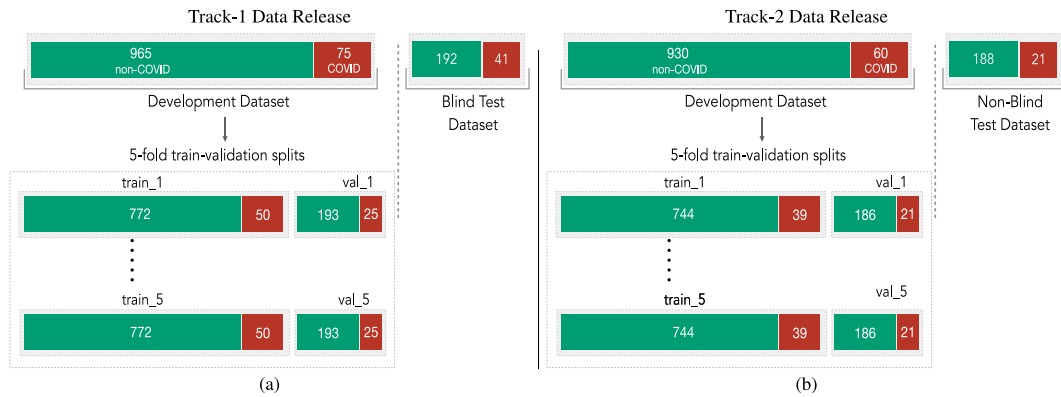 Track-1 Data Release
965
non-COVID
75
COVID
192
41
Development Dataset
Blind Test
Dataset
5-fold train-validation splits
train_1
val_1
772
50
193
25
train_5
val_5
772
50
193
25
(a)
Track-2 Data Release
930
non-COVID
60
COVID
188
21
Development Dataset
Non-Blind
Test Dataset
5-fold train-validation splits
train_1
val_1
744
39
186
21
train_5
val_5
744
39
186
21
(b)